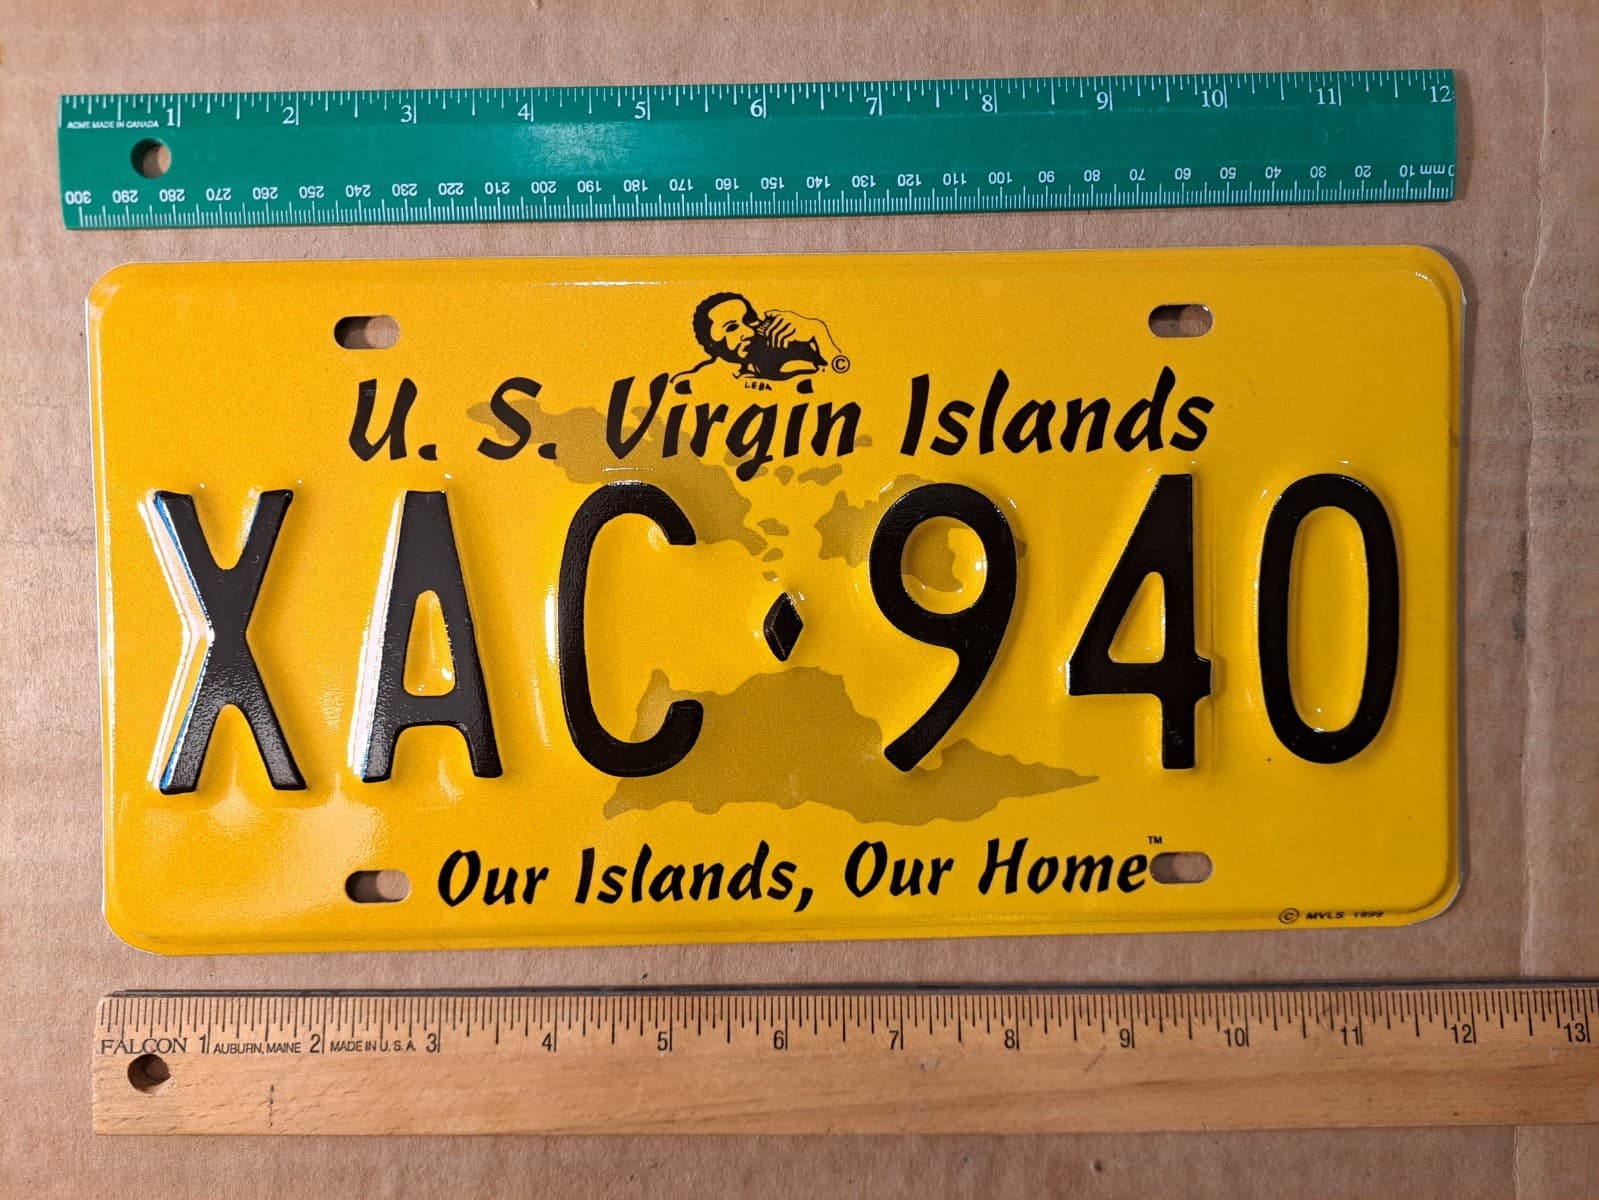 1 2 3 4 5 6 7 8 9 10 11 12
ACME MADE IN CANADA
300 290 280 270 260 250 240 230 220 210 200 190 180 170 160 150 140 130 120 110 100 90 80 70 60 50 40 30 20 10 mm 0
©
LEBA
U. S. Virgin Islands
XAC 940
Our Islands, Our Home™
© MVLS 1999
FALCON 1 AUBURN, MAINE 2 MADE IN U.S.A. 3 4 5 6 7 8 9 10 11 12 13